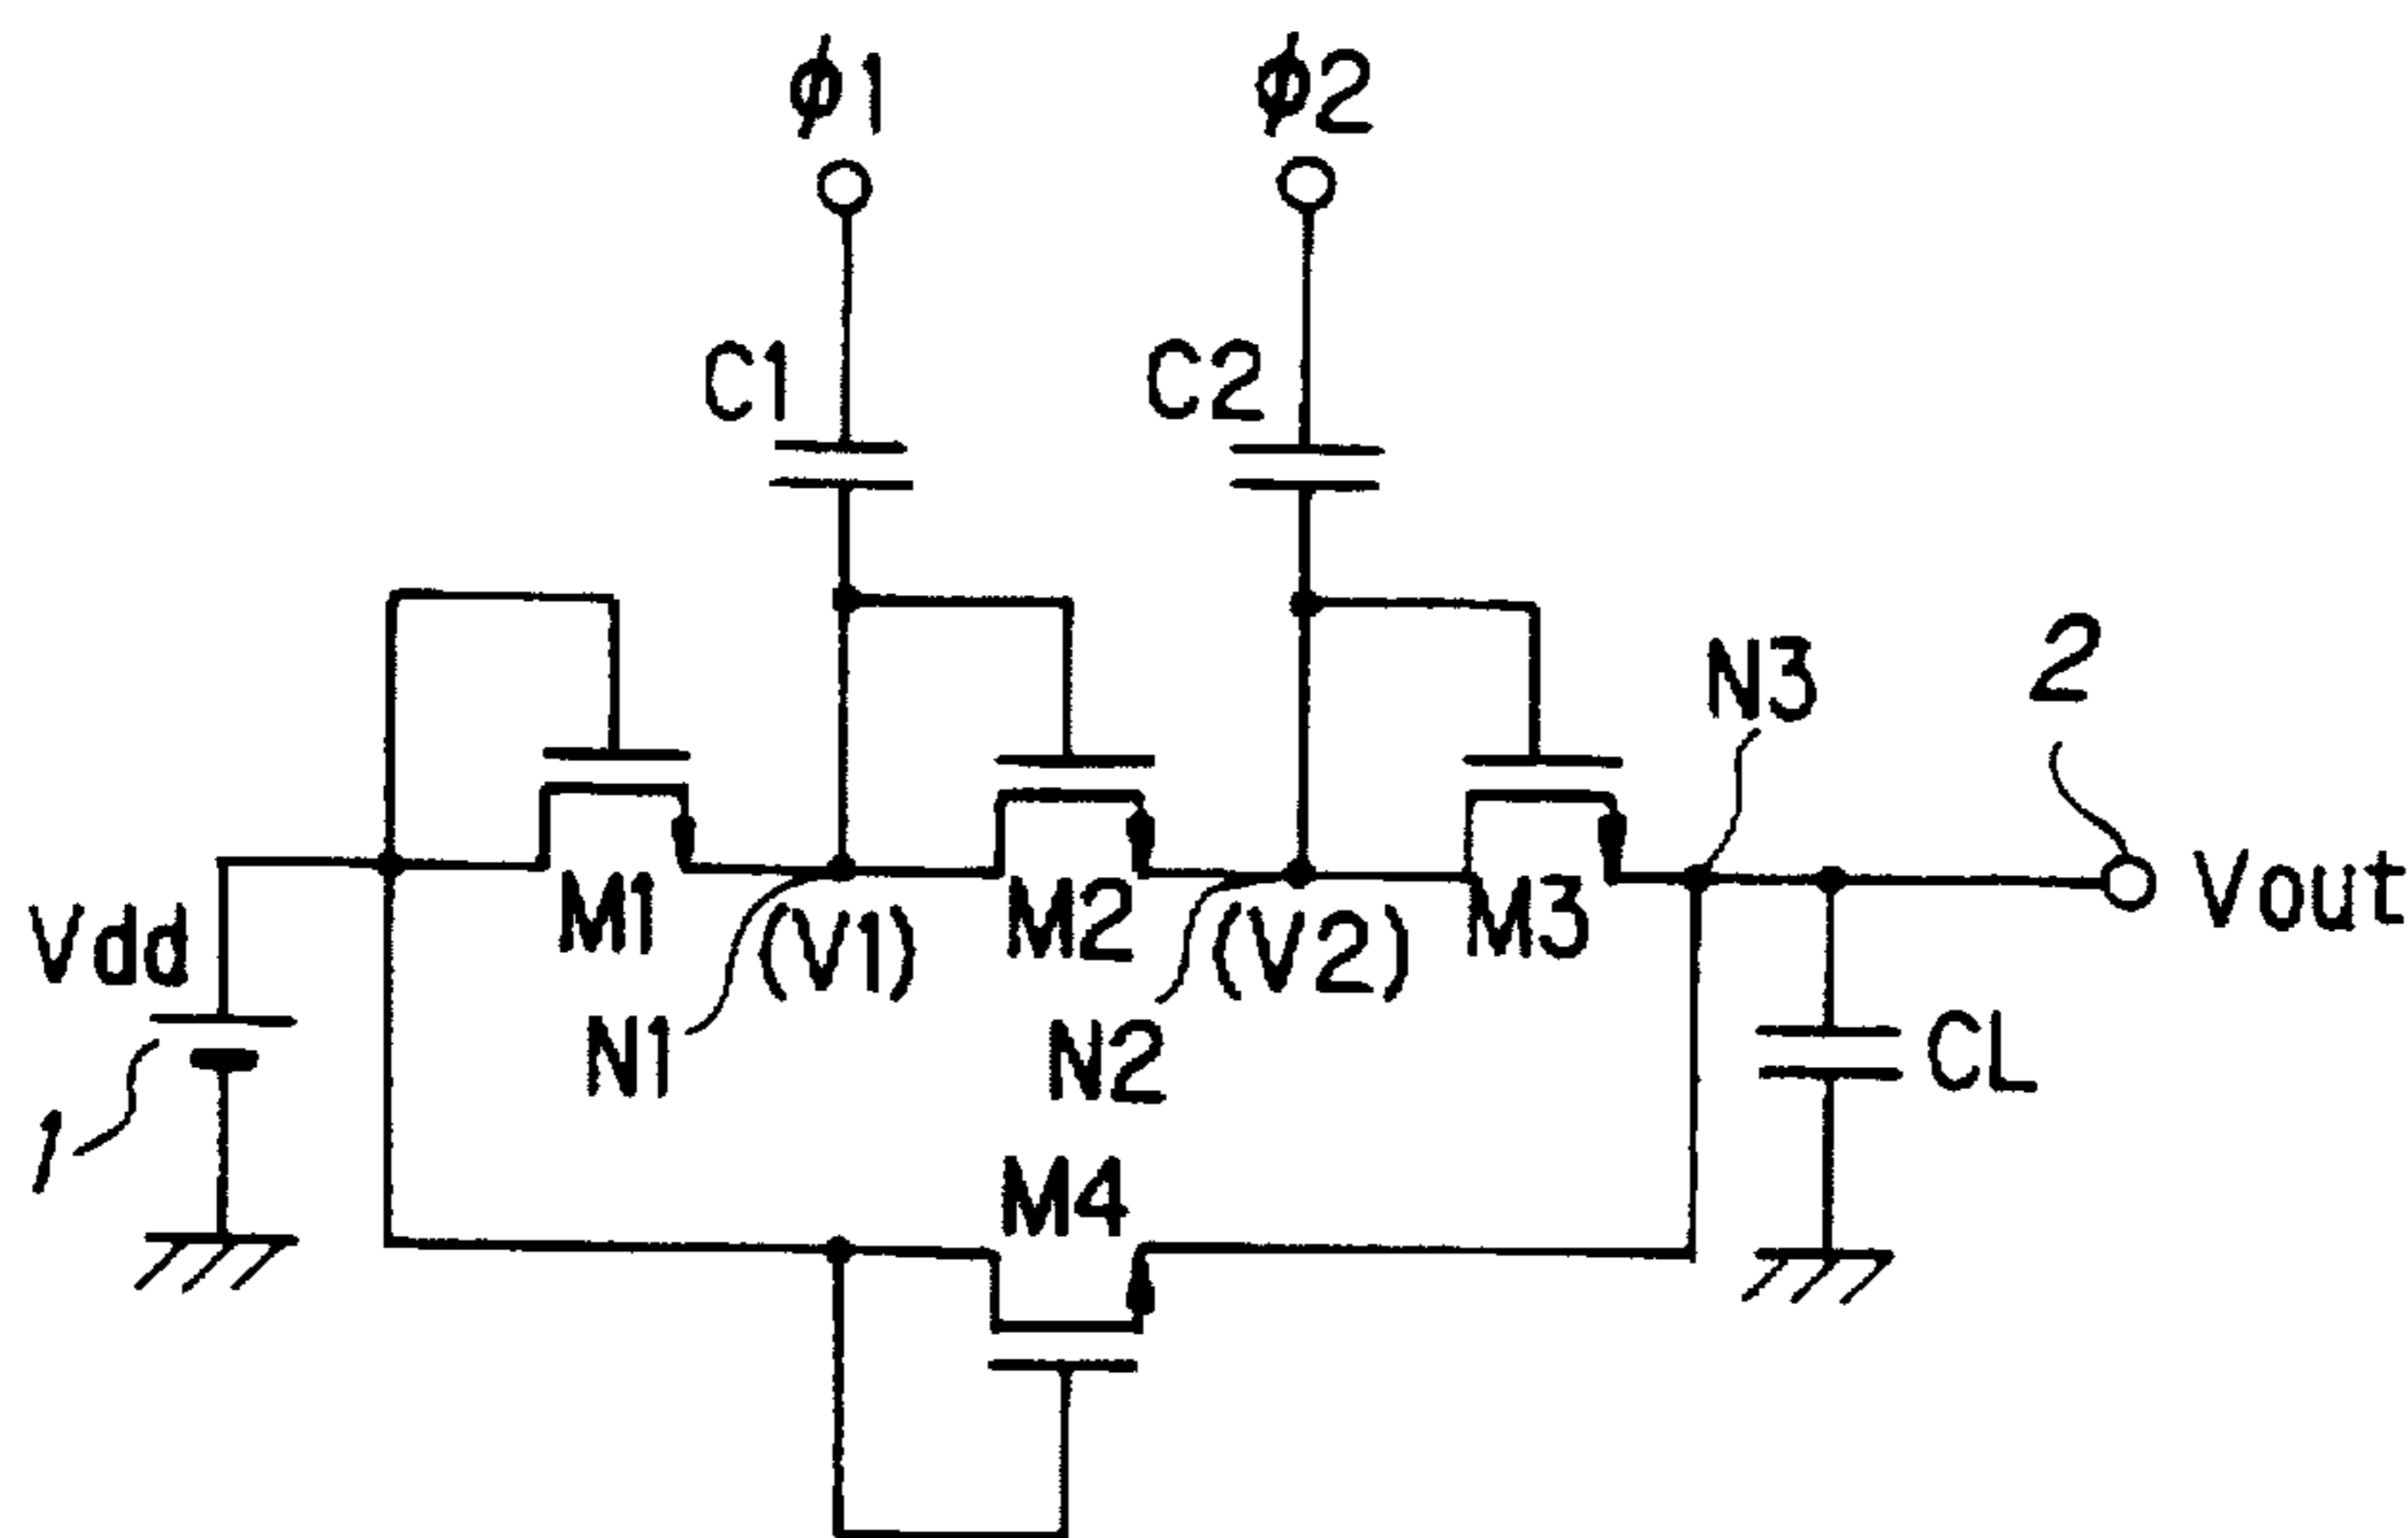 ϕ1 ϕ2
C1 C2
N3 2
M1 (V1) M2 (V2) M3 Vout
Vdd
N1 N2 CL
1
M4